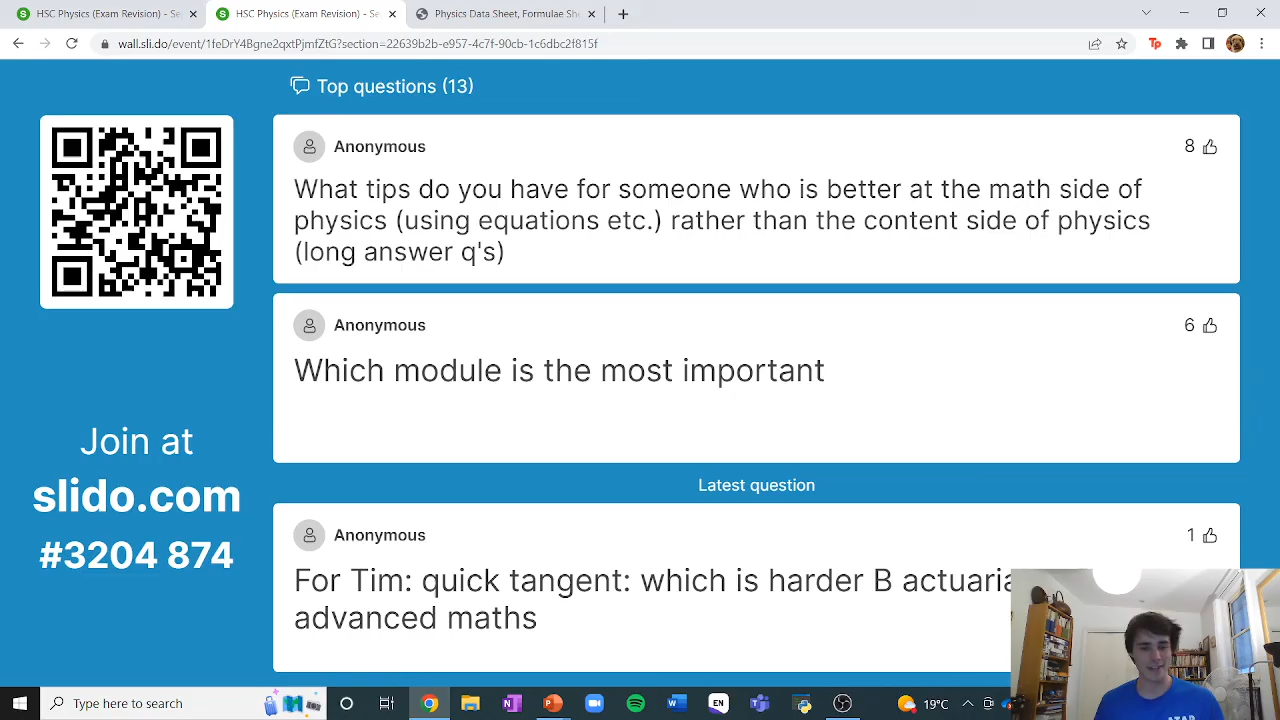 HSC Physics (Exam Revision) - Se
HSC Physics (Exam Revision) - Se
Physics Data Sheet, Formulae She
wall.sli.do/event/1feDrY4Bgne2qxtPjmfZtG?section=22639b2b-e957-4c7f-90cb-1c6dbc2f815f
Top questions (13)
Anonymous
8
What tips do you have for someone who is better at the math side of
physics (using equations etc.) rather than the content side of physics
(long answer q's)
Anonymous
6
Which module is the most important
Join at
slido.com
#3204 874
Latest question
Anonymous
1
For Tim: quick tangent: which is harder B actuaria
advanced maths
ATAR
Type here to search
EN
19°C